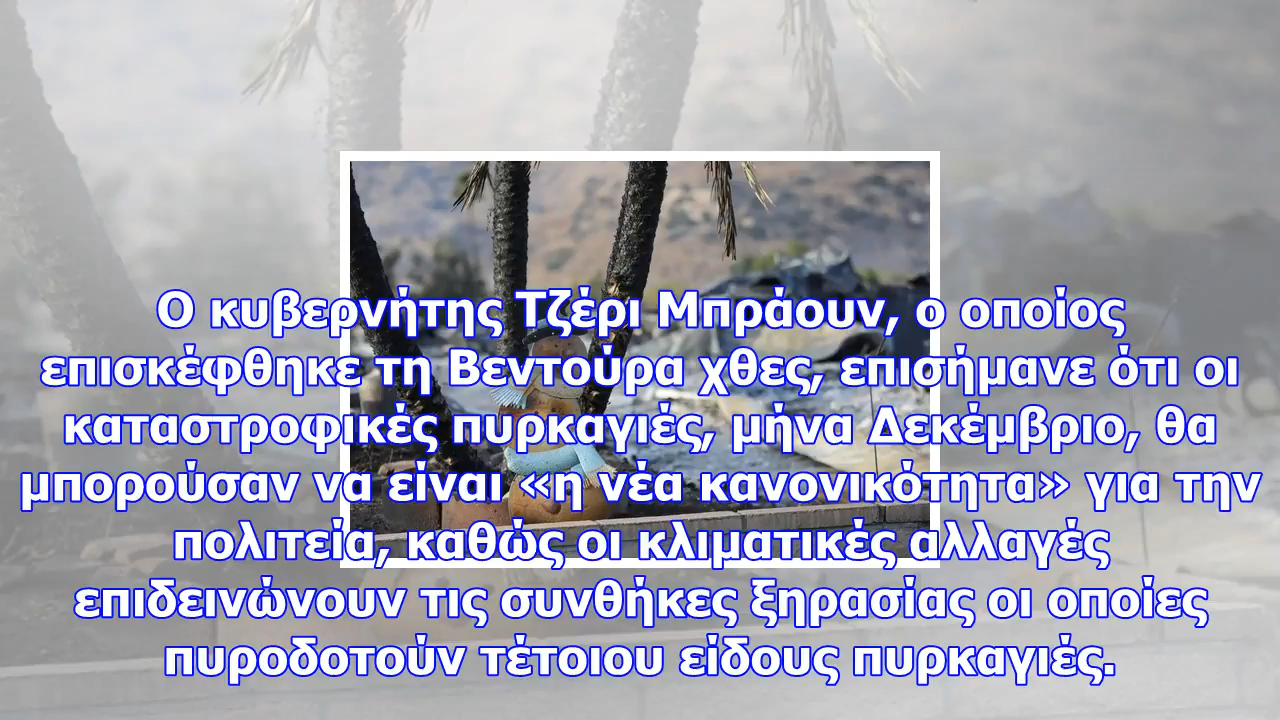 Ο κυβερνήτης Τζέρι Μπράουν, ο οποίος
επισκέφθηκε τη Βεντούρα χθες, επισήμανε ότι οι
καταστροφικές πυρκαγιές, μήνα Δεκέμβριο, θα
μπορούσαν να είναι «η νέα κανονικότητα» για την
πολιτεία, καθώς οι κλιματικές αλλαγές
επιδεινώνουν τις συνθήκες ξηρασίας οι οποίες
πυροδοτούν τέτοιου είδους πυρκαγιές.